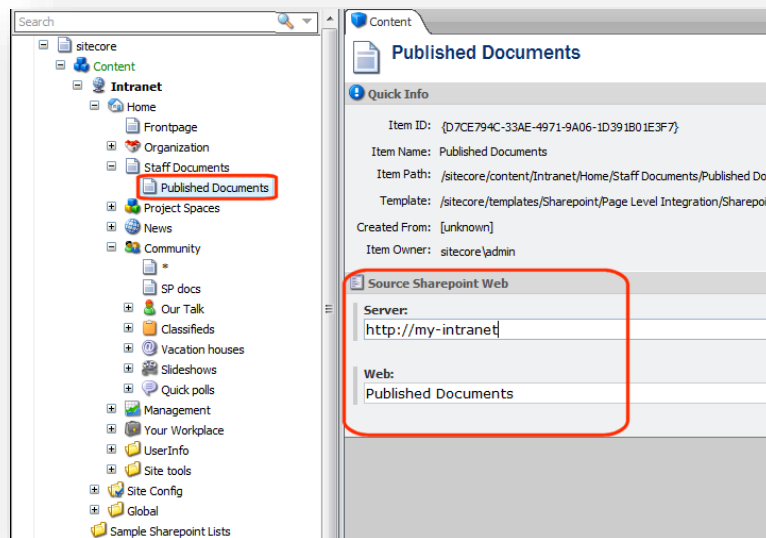 Search
sitecore
Content
Intranet
Home
Frontpage
Organization
Staff Documents
Published Documents
Project Spaces
News
Community
*
SP docs
Our Talk
Classifieds
Vacation houses
Slideshows
Quick polls
Management
Your Workplace
UserInfo
Site tools
Site Config
Global
Sample Sharepoint Lists
Content
Published Documents
Quick Info
Item ID: {D7CE794C-33AE-4971-9A06-1D391B01E3F7}
Item Name: Published Documents
Item Path: /sitecore/content/Intranet/Home/Staff Documents/Published Do
Template: /sitecore/templates/Sharepoint/Page Level Integration/Sharepoi
Created From: [unknown]
Item Owner: sitecore\admin
Source Sharepoint Web
Server:
http://my-intranet
Web:
Published Documents